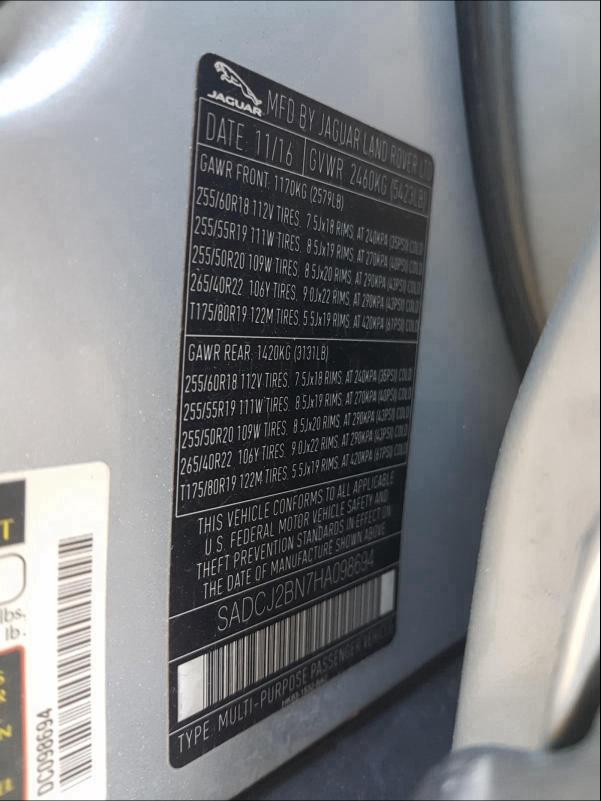 JAGUAR
MFD BY JAGUAR LAND ROVER LTD
DATE: 11/16 GVWR 2460KG (5423LB)
GAWR FRONT: 1170KG (2579LB)
255/60R18 112V TIRES, 7.5Jx18 RIMS, AT 240KPA (35PSI) COLD
255/55R19 111W TIRES, 8.5Jx19 RIMS, AT 270KPA (40PSI) COLD
255/50R20 109W TIRES, 8.5Jx20 RIMS, AT 290KPA (43PSI) COLD
265/40R22 106Y TIRES, 9.0Jx22 RIMS, AT 290KPA (43PSI) COLD
T175/80R19 122M TIRES, 5.5Jx19 RIMS, AT 420KPA (61PSI) COLD
GAWR REAR: 1420KG (3131LB)
255/60R18 112V TIRES, 7.5Jx18 RIMS, AT 240KPA (35PSI) COLD
255/55R19 111W TIRES, 8.5Jx19 RIMS, AT 270KPA (40PSI) COLD
255/50R20 109W TIRES, 8.5Jx20 RIMS, AT 290KPA (43PSI) COLD
265/40R22 106Y TIRES, 9.0Jx22 RIMS, AT 290KPA (43PSI) COLD
T175/80R19 122M TIRES, 5.5Jx19 RIMS, AT 420KPA (61PSI) COLD
THIS VEHICLE CONFORMS TO ALL APPLICABLE
U.S. FEDERAL MOTOR VEHICLE SAFETY AND
THEFT PREVENTION STANDARDS IN EFFECT ON
THE DATE OF MANUFACTURE SHOWN ABOVE.
SADCJ2BN7HA098694
TYPE: MULTI-PURPOSE PASSENGER VEHICLE
T
lbs.
lb.
S
R
N
DC098694